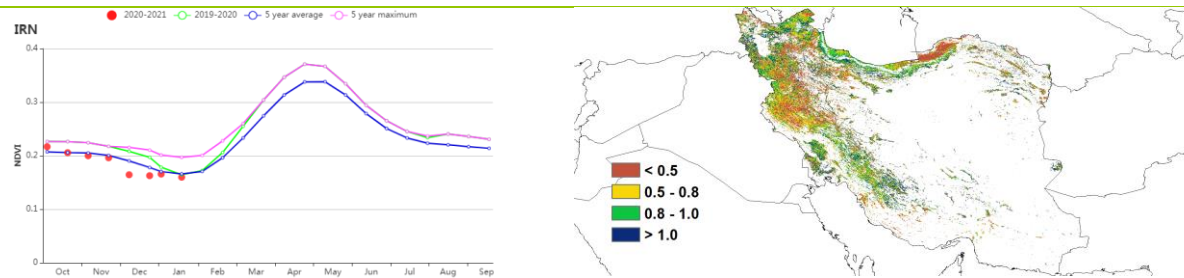 2020-2021 2019-2020 5 year average 5 year maximum
IRN
0.4
0.3
0.2
0.1
0
NDVI
Oct Nov Dec Jan Feb Mar Apr May Jun Jul Aug Sep
< 0.5
0.5 - 0.8
0.8 - 1.0
> 1.0